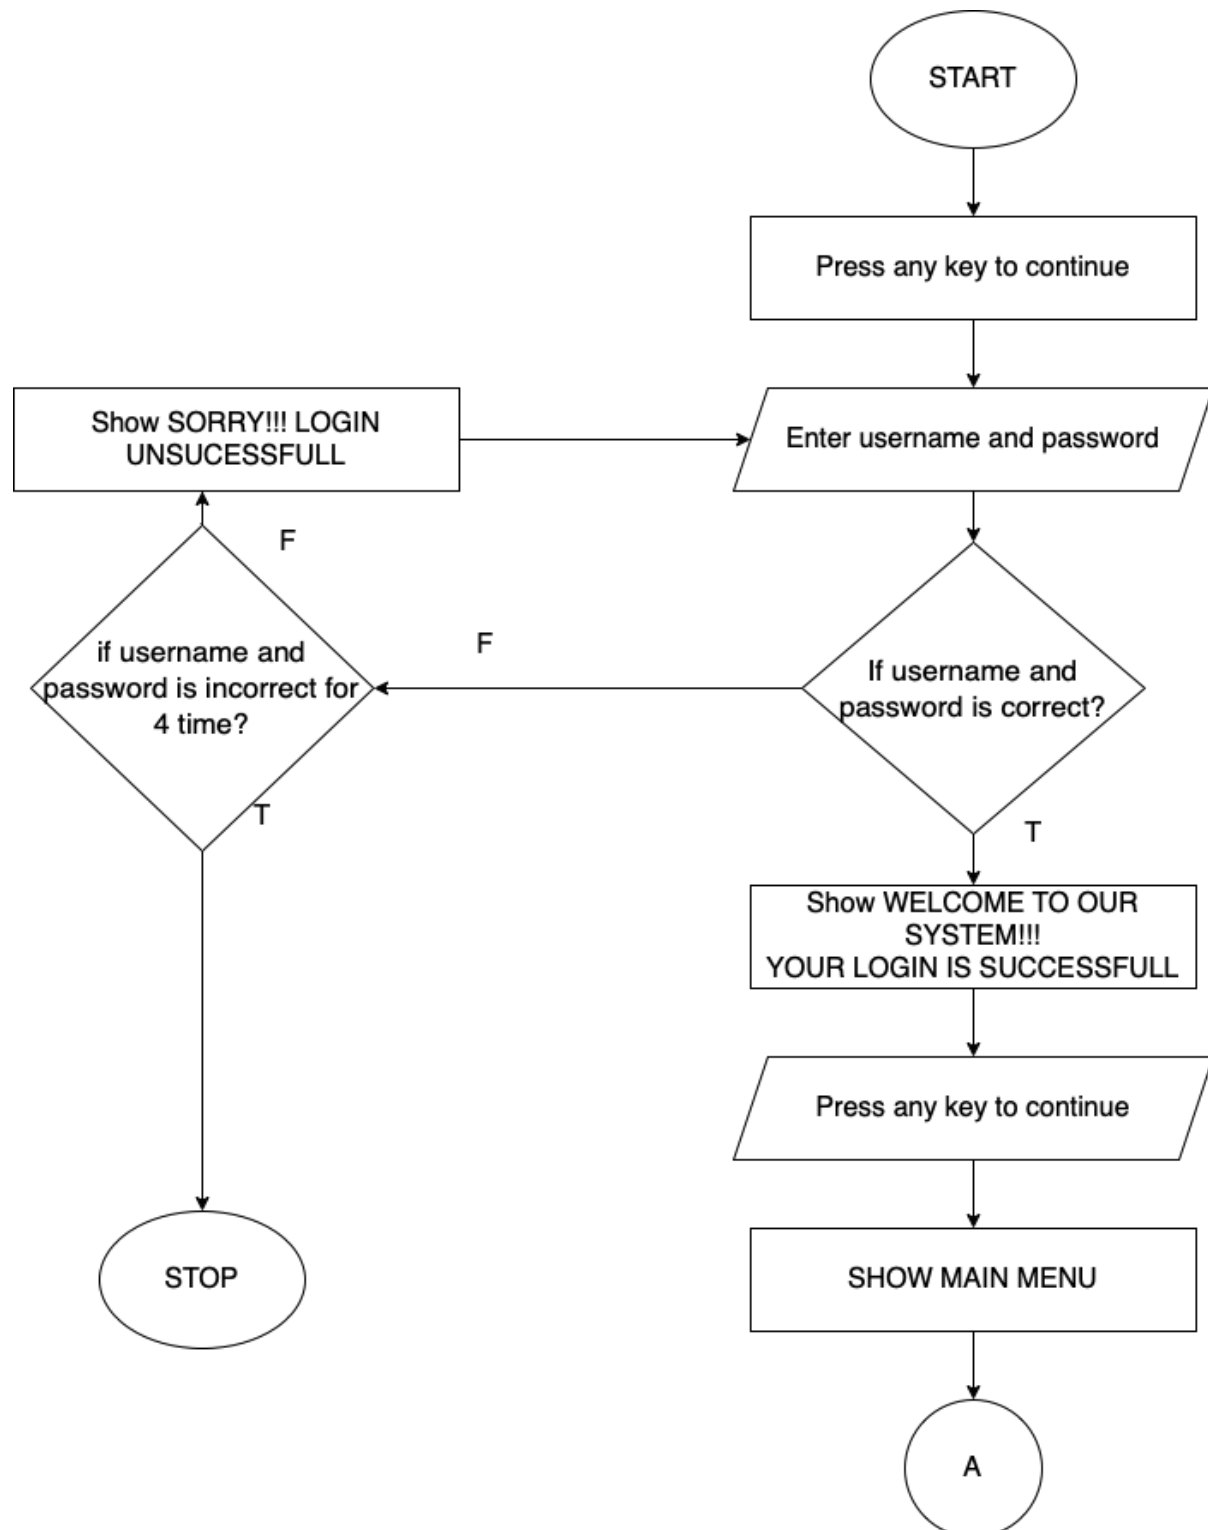 START
Press any key to continue
Show SORRY!!! LOGIN
UNSUCESSFULL
Enter username and password
F
F
if username and
password is incorrect for
4 time?
If username and
password is correct?
T
T
Show WELCOME TO OUR
SYSTEM!!!
YOUR LOGIN IS SUCCESSFULL
Press any key to continue
STOP
SHOW MAIN MENU
A